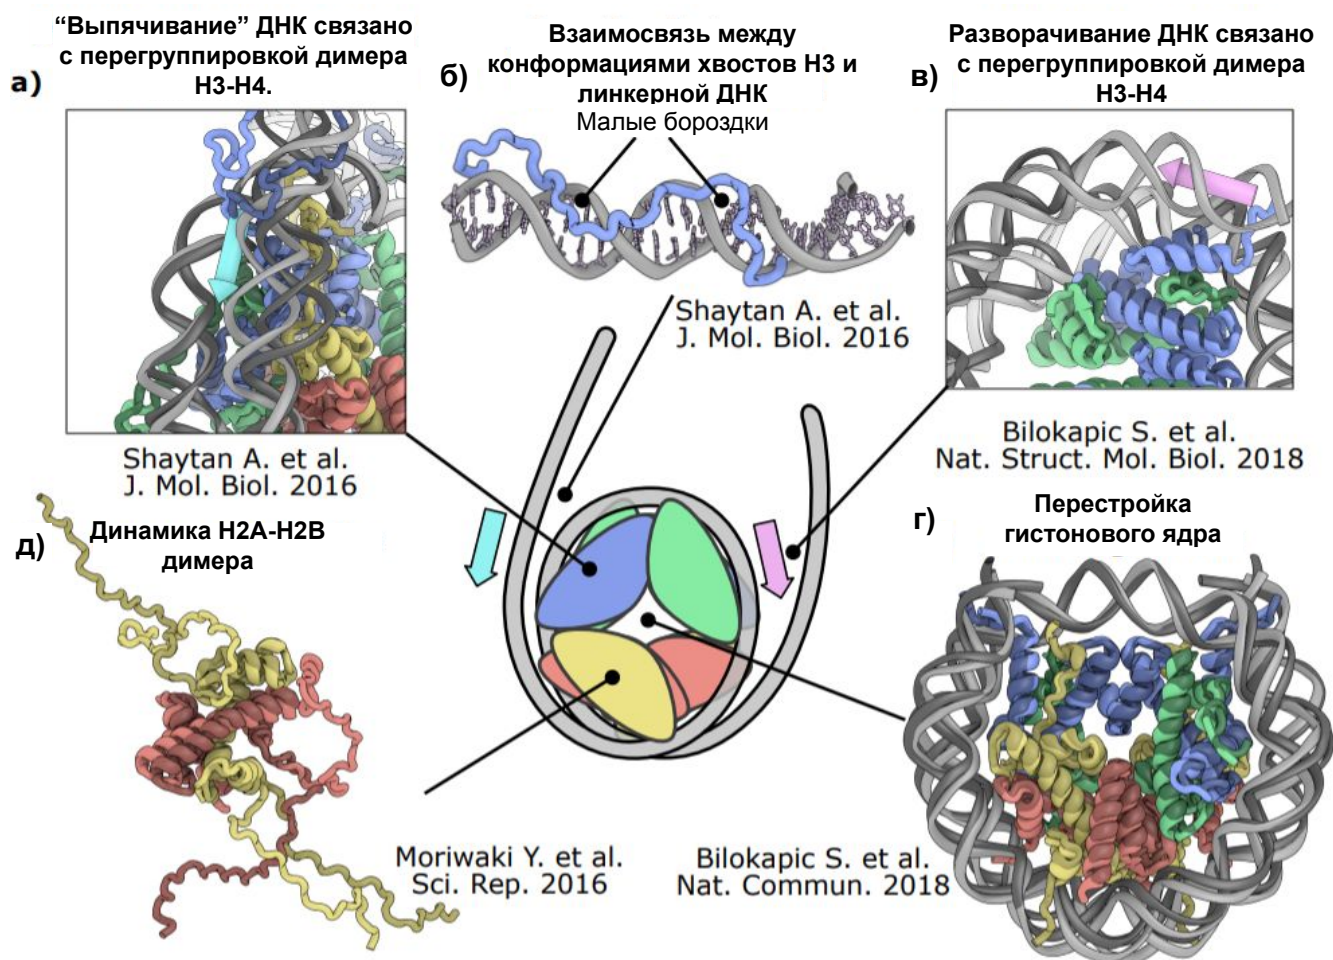 а)
“Выпячивание” ДНК связано
с перегруппировкой димера
Н3-Н4.
б)
Взаимосвязь между
конформациями хвостов Н3 и
линкерной ДНК
Малые бороздки
в)
Разворачивание ДНК связано
с перегруппировкой димера
Н3-Н4
Shaytan A. et al.
J. Mol. Biol. 2016
Shaytan A. et al.
J. Mol. Biol. 2016
Bilokapic S. et al.
Nat. Struct. Mol. Biol. 2018
д)
Динамика Н2А-Н2В
димера
г)
Перестройка
гистонового ядра
Moriwaki Y. et al.
Sci. Rep. 2016
Bilokapic S. et al.
Nat. Commun. 2018